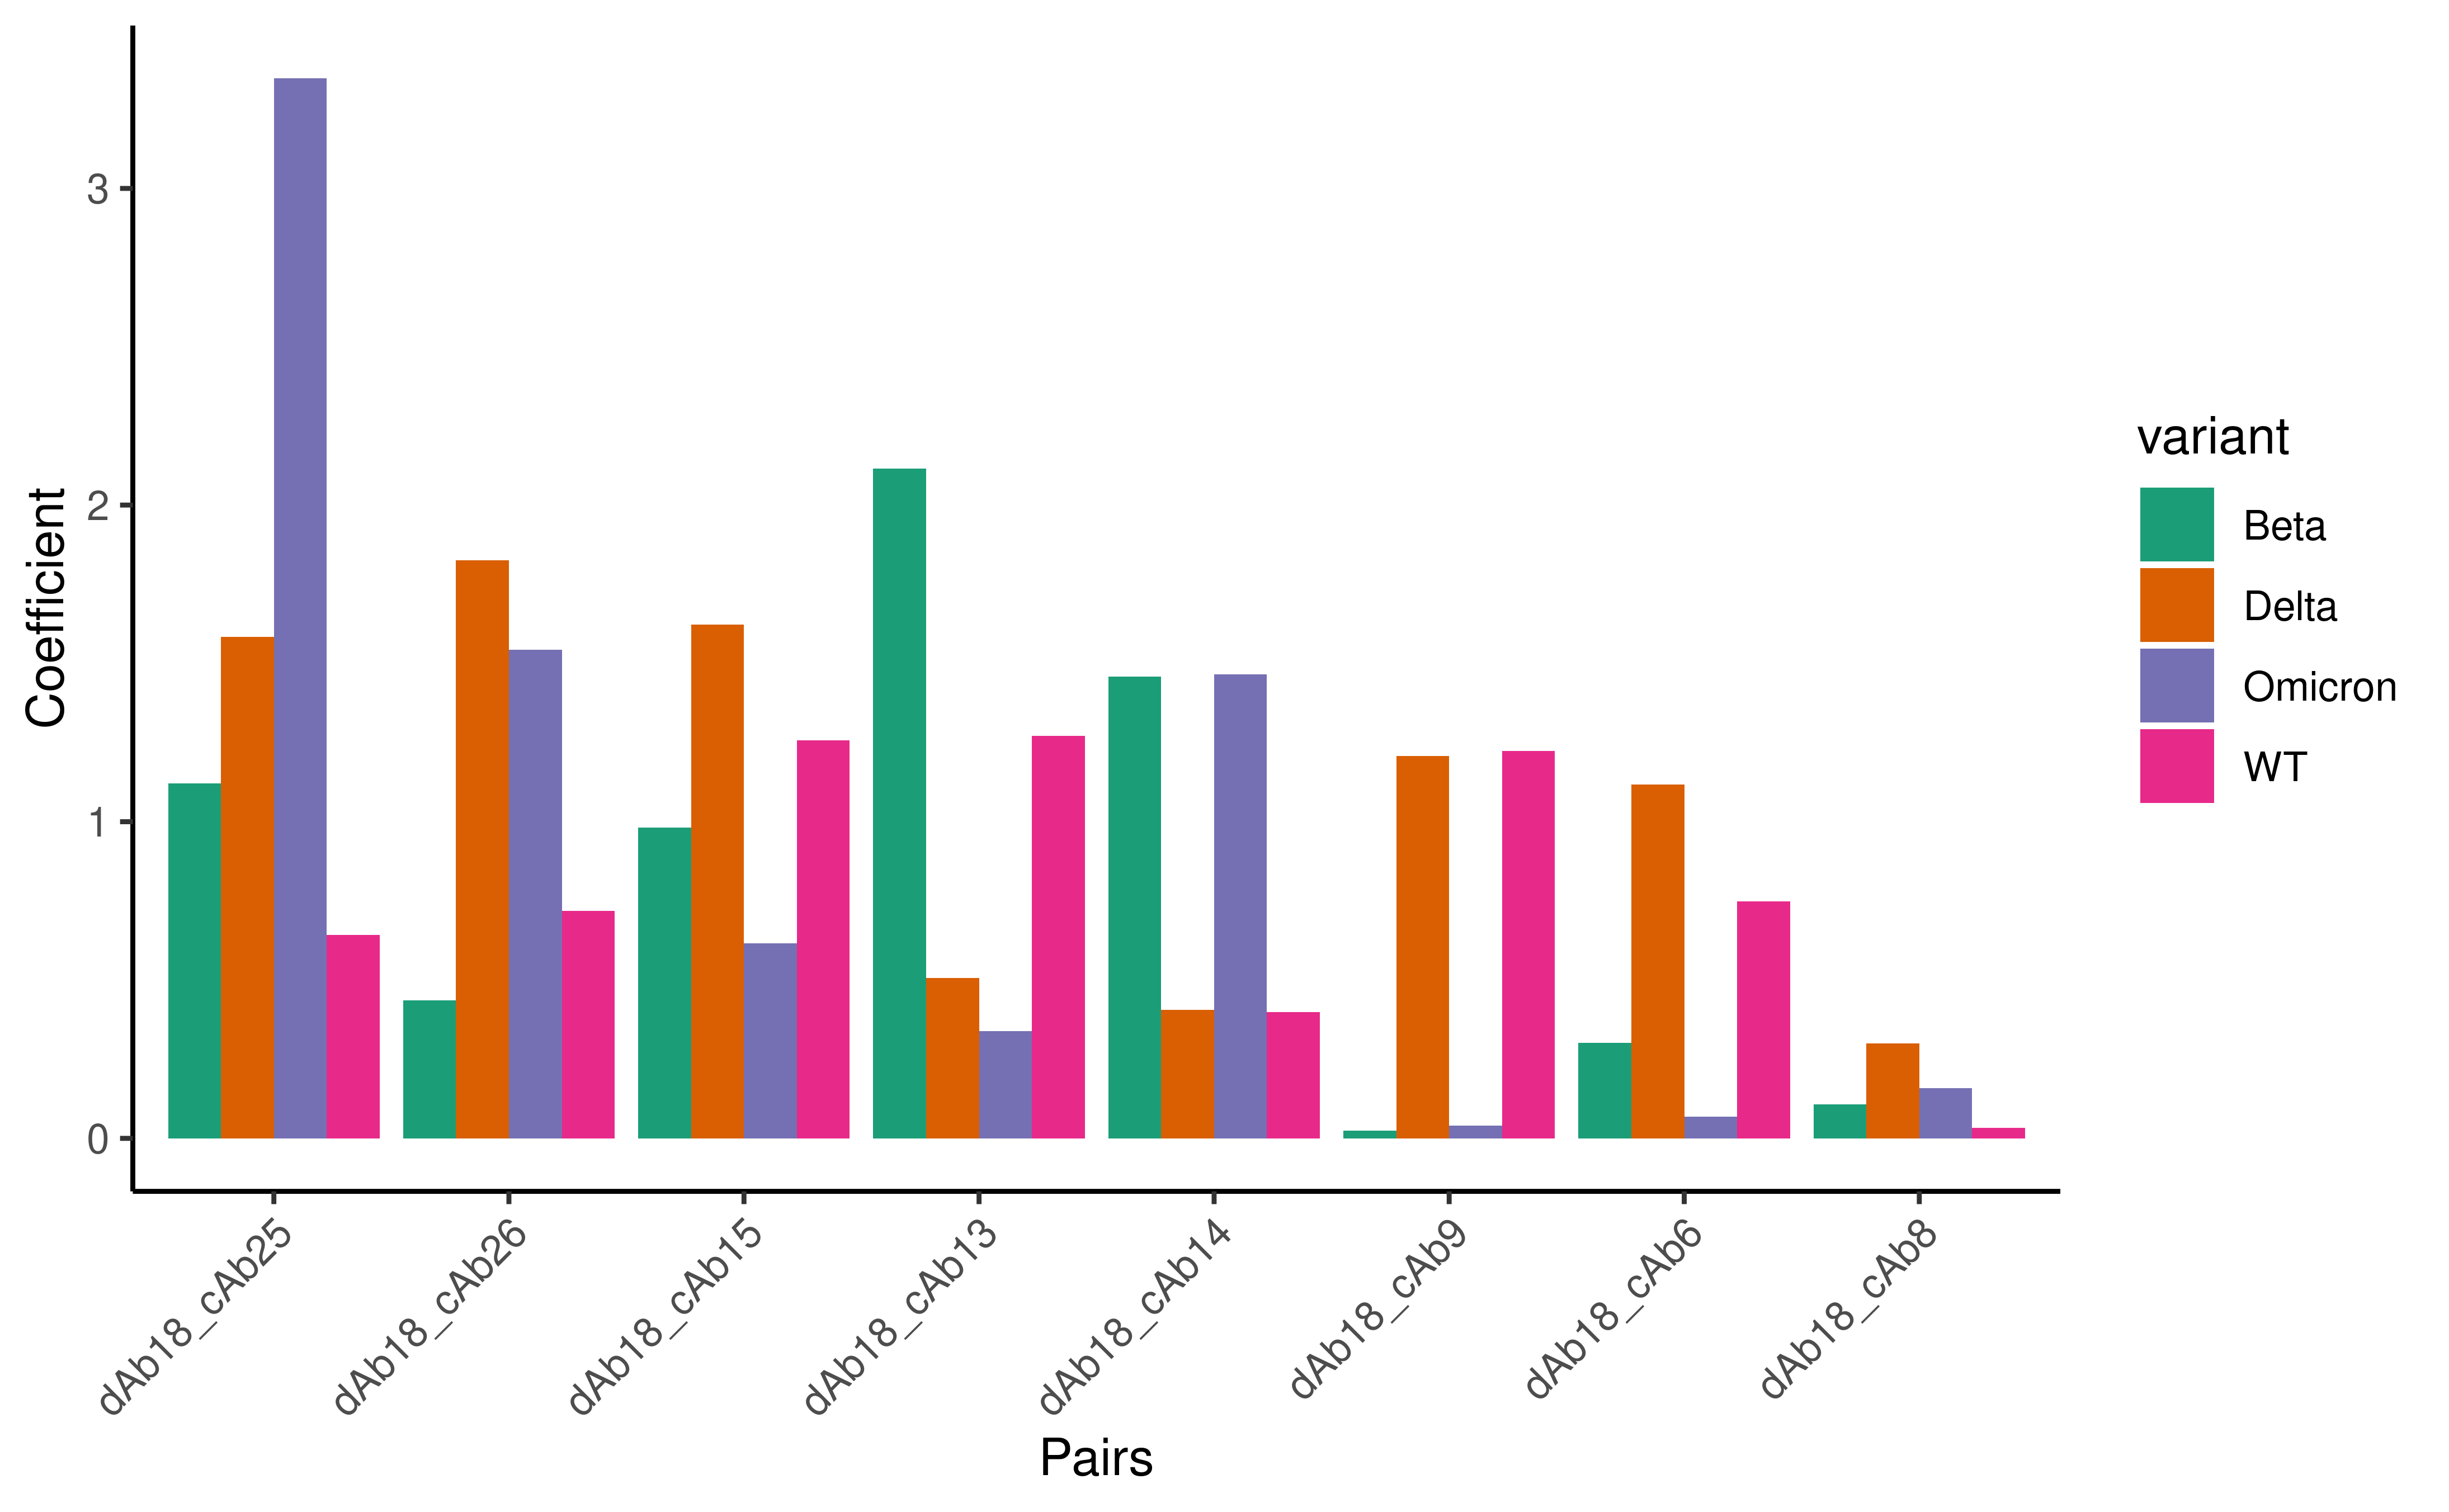 Coefficient
3
2
1
0
dAb18_cAb25
dAb18_cAb26
dAb18_cAb15
dAb18_cAb13
dAb18_cAb14
dAb18_cAb9
dAb18_cAb6
dAb18_cAb8
Pairs
variant
Beta
Delta
Omicron
WT